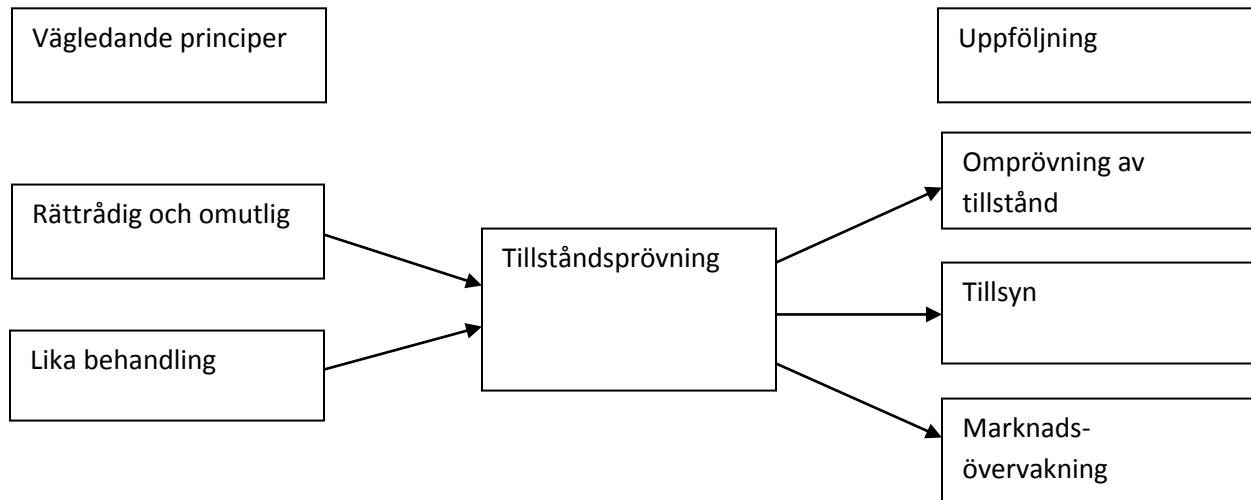 Vägledande principer
Uppföljning
Rättrådig och omutlig
Lika behandling
Tillståndsprövning
Omprövning av
tillstånd
Tillsyn
Marknads-
övervakning